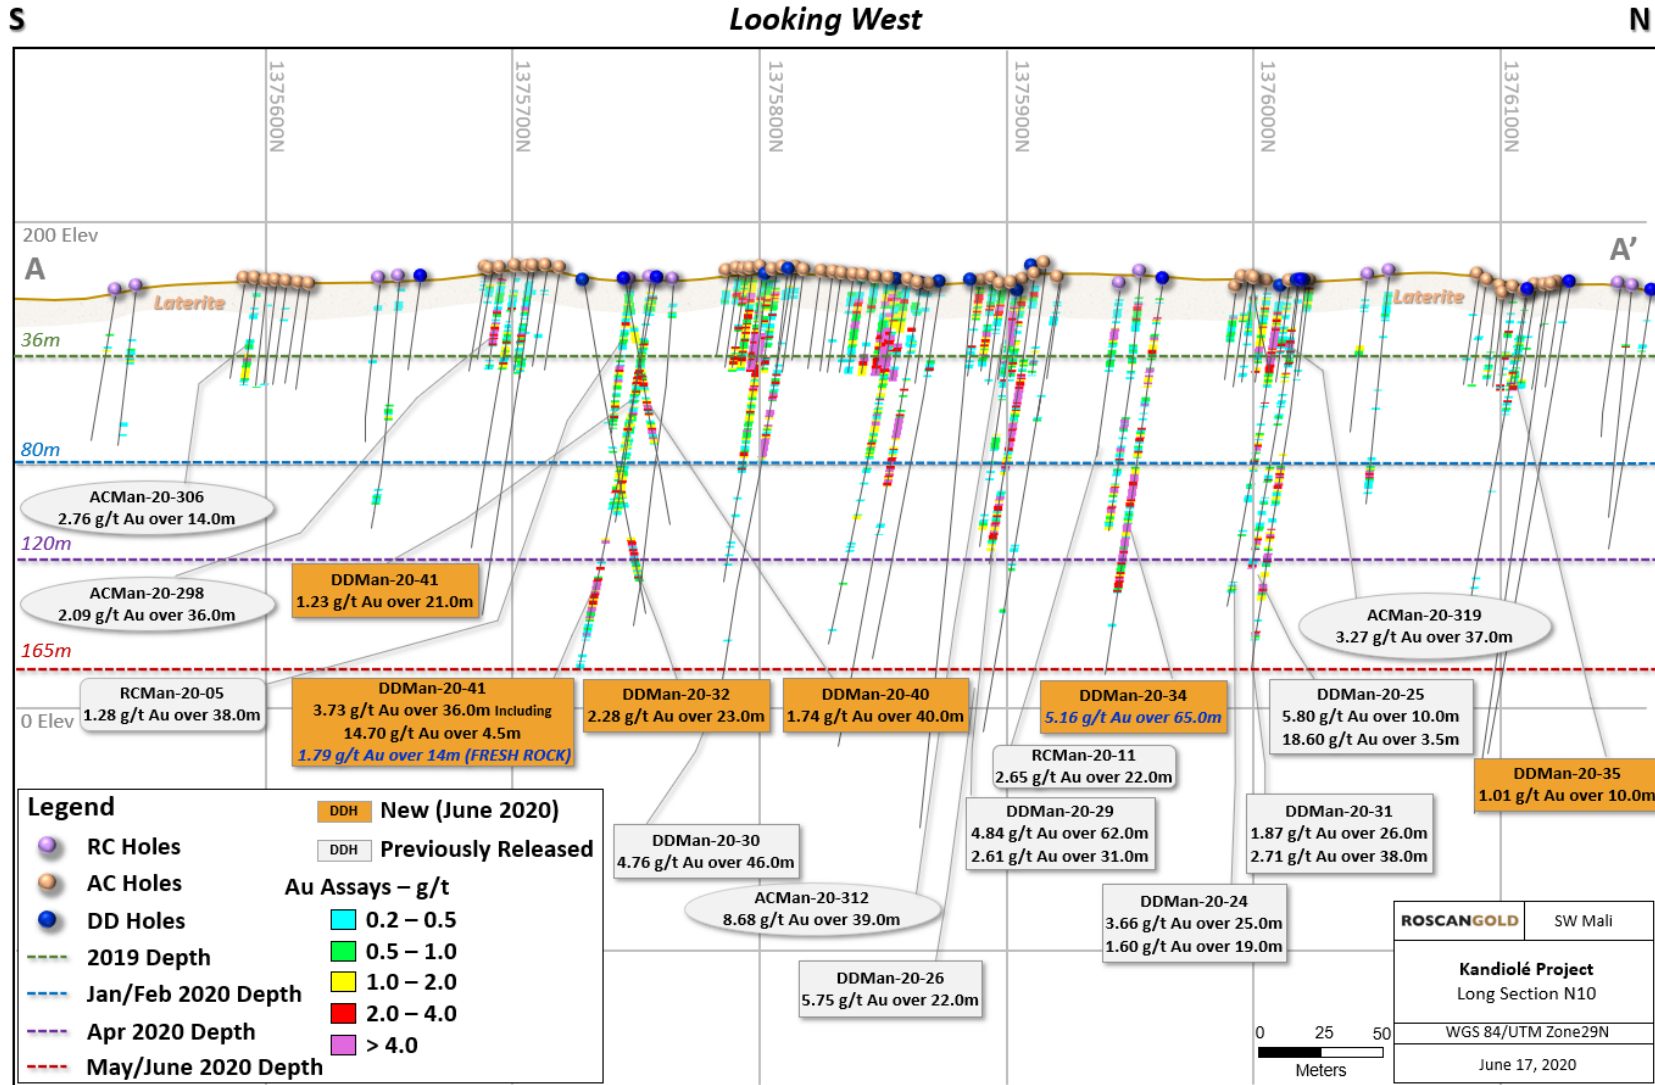 S
Looking West
N
1375600N
1375700N
1375800N
1375900N
1376000N
1376100N
200 Elev
A
A'
Laterite
Laterite
36m
80m
ACMan-20-306
2.76 g/t Au over 14.0m
120m
DDMan-20-41
1.23 g/t Au over 21.0m
ACMan-20-298
2.09 g/t Au over 36.0m
ACMan-20-319
3.27 g/t Au over 37.0m
165m
RCMan-20-05
1.28 g/t Au over 38.0m
DDMan-20-41
3.73 g/t Au over 36.0m Including
14.70 g/t Au over 4.5m
1.79 g/t Au over 14m (FRESH ROCK)
DDMan-20-32
2.28 g/t Au over 23.0m
DDMan-20-40
1.74 g/t Au over 40.0m
DDMan-20-34
5.16 g/t Au over 65.0m
DDMan-20-25
5.80 g/t Au over 10.0m
18.60 g/t Au over 3.5m
0 Elev
RCMan-20-11
2.65 g/t Au over 22.0m
DDMan-20-35
1.01 g/t Au over 10.0m
DDMan-20-29
4.84 g/t Au over 62.0m
2.61 g/t Au over 31.0m
DDMan-20-31
1.87 g/t Au over 26.0m
2.71 g/t Au over 38.0m
DDMan-20-30
4.76 g/t Au over 46.0m
ACMan-20-312
8.68 g/t Au over 39.0m
DDMan-20-24
3.66 g/t Au over 25.0m
1.60 g/t Au over 19.0m
DDMan-20-26
5.75 g/t Au over 22.0m
Legend
RC Holes
AC Holes
DD Holes
2019 Depth
Jan/Feb 2020 Depth
Apr 2020 Depth
May/June 2020 Depth
DDH New (June 2020)
DDH Previously Released
Au Assays – g/t
0.2 – 0.5
0.5 – 1.0
1.0 – 2.0
2.0 – 4.0
> 4.0
0 25 50
Meters
ROSCANGOLD
SW Mali
Kandiolé Project
Long Section N10
WGS 84/UTM Zone29N
June 17, 2020